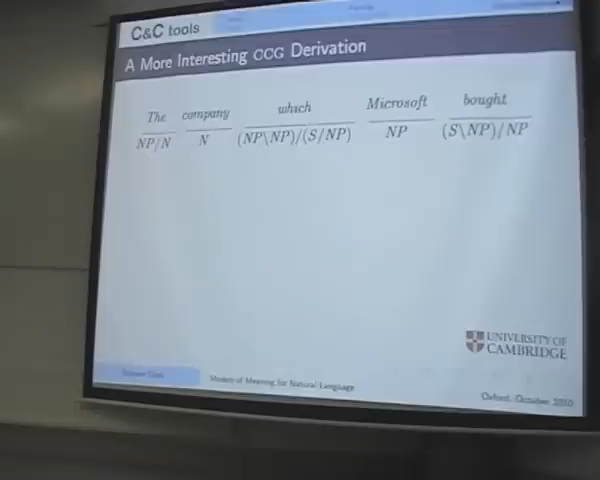 C&C tools
A More Interesting CCG Derivation
The company which Microsoft bought
NP/N N (NP\NP)/(S/NP) NP (S\NP)/NP
UNIVERSITY OF
CAMBRIDGE
Models of Meaning for Natural Language
Oxford, October 2010